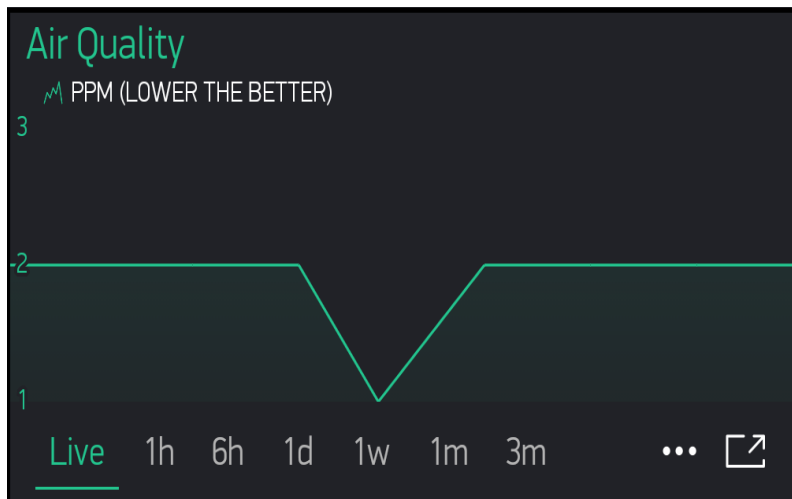 Air Quality
PPM (LOWER THE BETTER)
3
2
1
Live 1h 6h 1d 1w 1m 3m